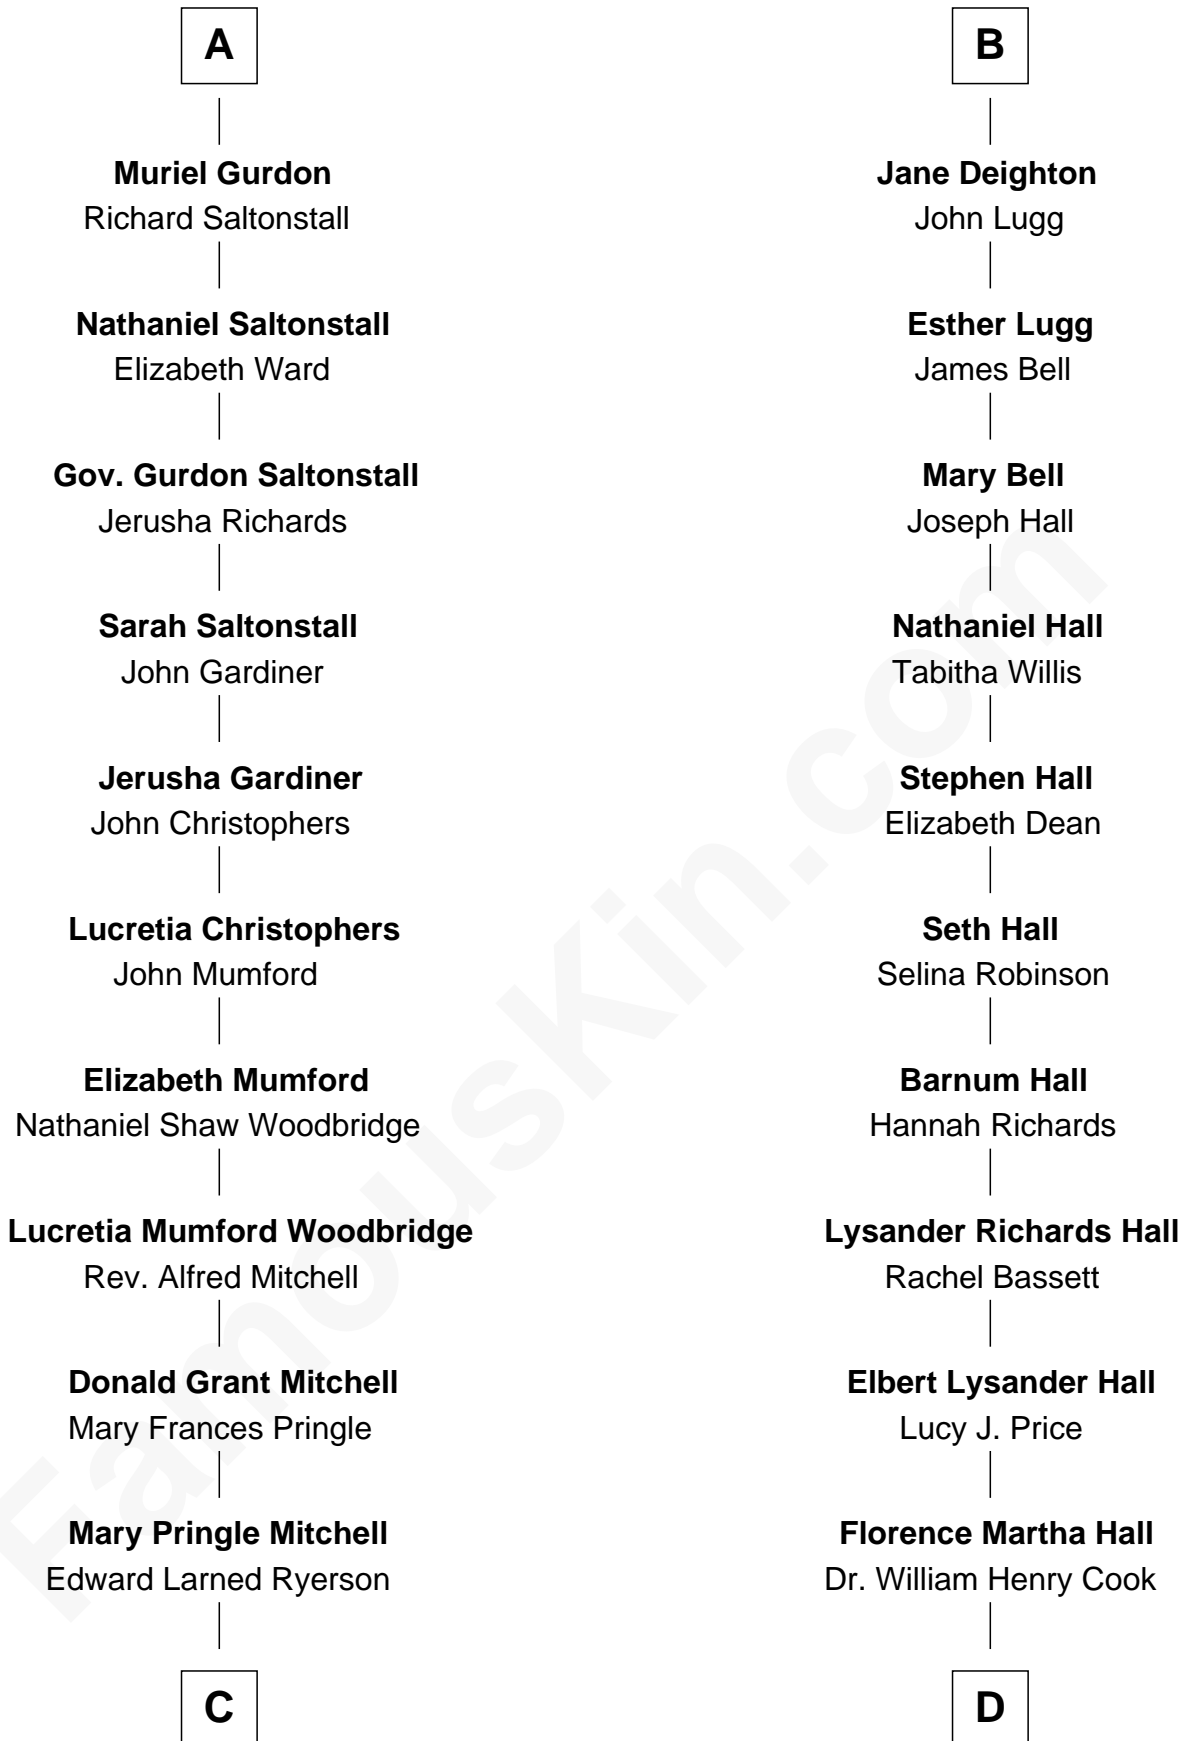 A
Muriel Gurdon
Richard Saltonstall
Nathaniel Saltonstall
Elizabeth Ward
Gov. Gurdon Saltonstall
Jerusha Richards
Sarah Saltonstall
John Gardiner
Jerusha Gardiner
John Christophers
Lucretia Christophers
John Mumford
Elizabeth Mumford
Nathaniel Shaw Woodbridge
Lucretia Mumford Woodbridge
Rev. Alfred Mitchell
Donald Grant Mitchell
Mary Frances Pringle
Mary Pringle Mitchell
Edward Larned Ryerson
C
B
Jane Deighton
John Lugg
Esther Lugg
James Bell
Mary Bell
Joseph Hall
Nathaniel Hall
Tabitha Willis
Stephen Hall
Elizabeth Dean
Seth Hall
Selina Robinson
Barnum Hall
Hannah Richards
Lysander Richards Hall
Rachel Bassett
Elbert Lysander Hall
Lucy J. Price
Florence Martha Hall
Dr. William Henry Cook
D
FamousKin.com